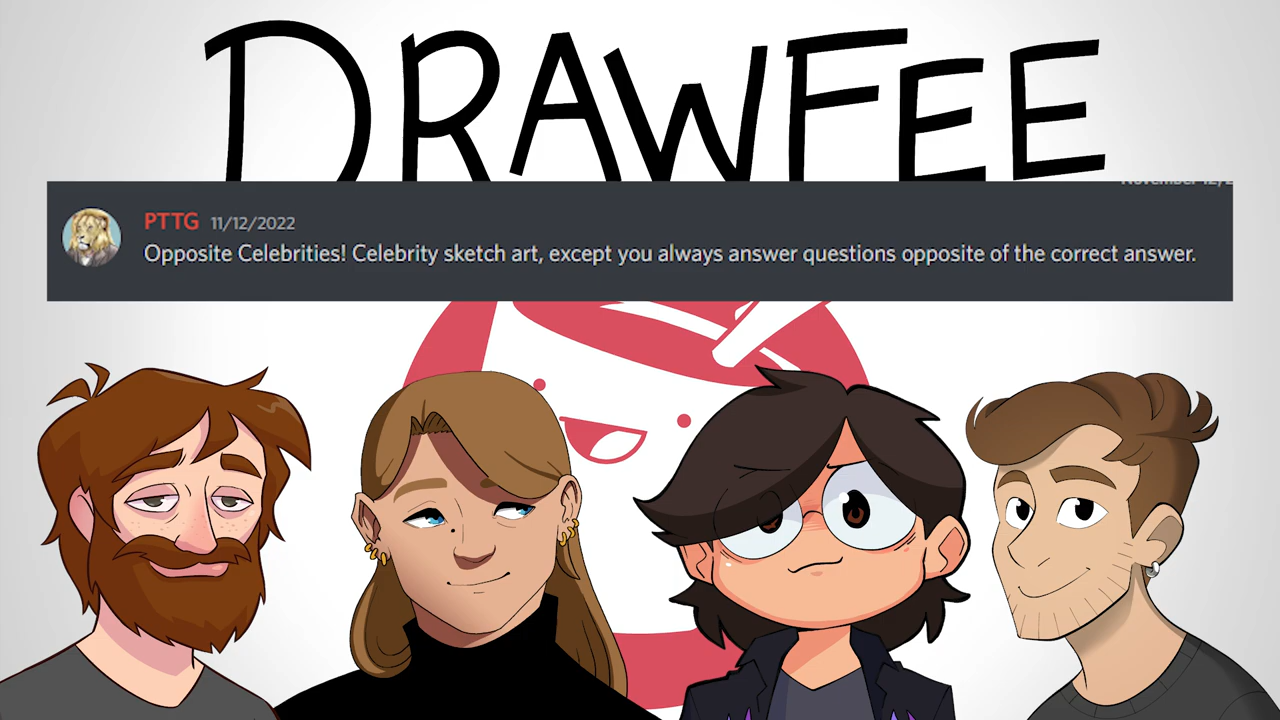 DRAWFEE
PTTG 11/12/2022
Opposite Celebrities! Celebrity sketch art, except you always answer questions opposite of the correct answer.